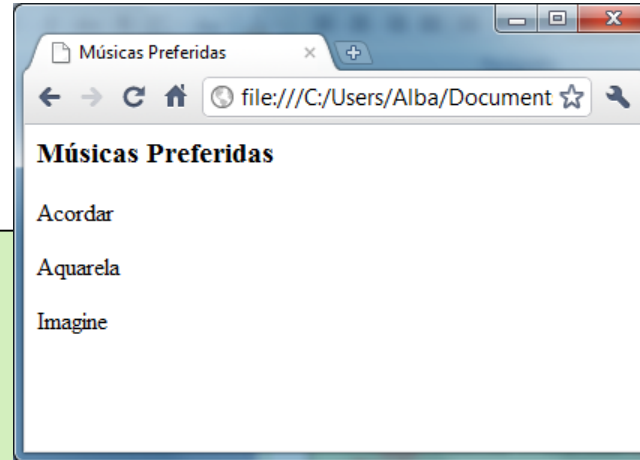 Músicas Preferidas
file:///C:/Users/Alba/Document
Músicas Preferidas
Acordar
Aquarela
Imagine